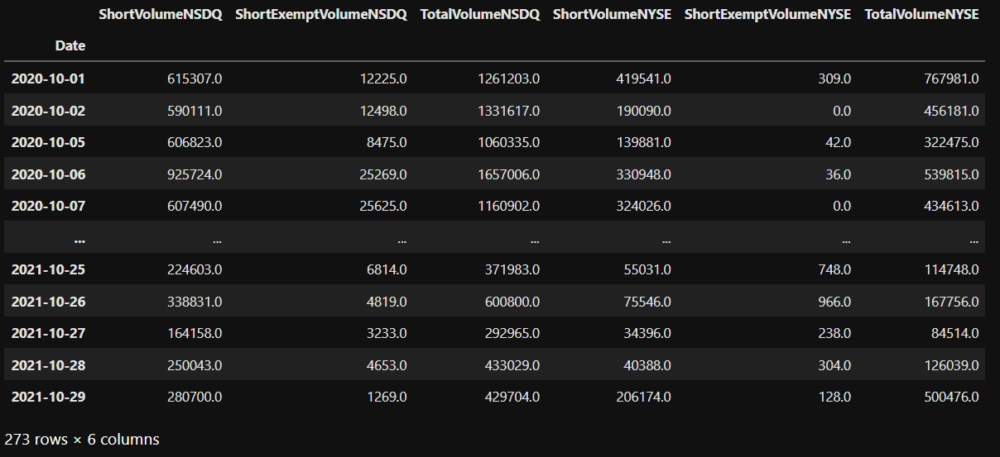 ShortVolumeNSDQ ShortExemptVolumeNSDQ TotalVolumeNSDQ ShortVolumeNYSE ShortExemptVolumeNYSE TotalVolumeNYSE
Date
2020-10-01 615307.0 12225.0 1261203.0 419541.0 309.0 767981.0
2020-10-02 590111.0 12498.0 1331617.0 190090.0 0.0 456181.0
2020-10-05 606823.0 8475.0 1060335.0 139881.0 42.0 322475.0
2020-10-06 925724.0 25269.0 1657006.0 330948.0 36.0 539815.0
2020-10-07 607490.0 25625.0 1160902.0 324026.0 0.0 434613.0
... ... ... ... ... ... ...
2021-10-25 224603.0 6814.0 371983.0 55031.0 748.0 114748.0
2021-10-26 338831.0 4819.0 600800.0 75546.0 966.0 167756.0
2021-10-27 164158.0 3233.0 292965.0 34396.0 238.0 84514.0
2021-10-28 250043.0 4653.0 433029.0 40388.0 304.0 126039.0
2021-10-29 280700.0 1269.0 429704.0 206174.0 128.0 500476.0
273 rows × 6 columns